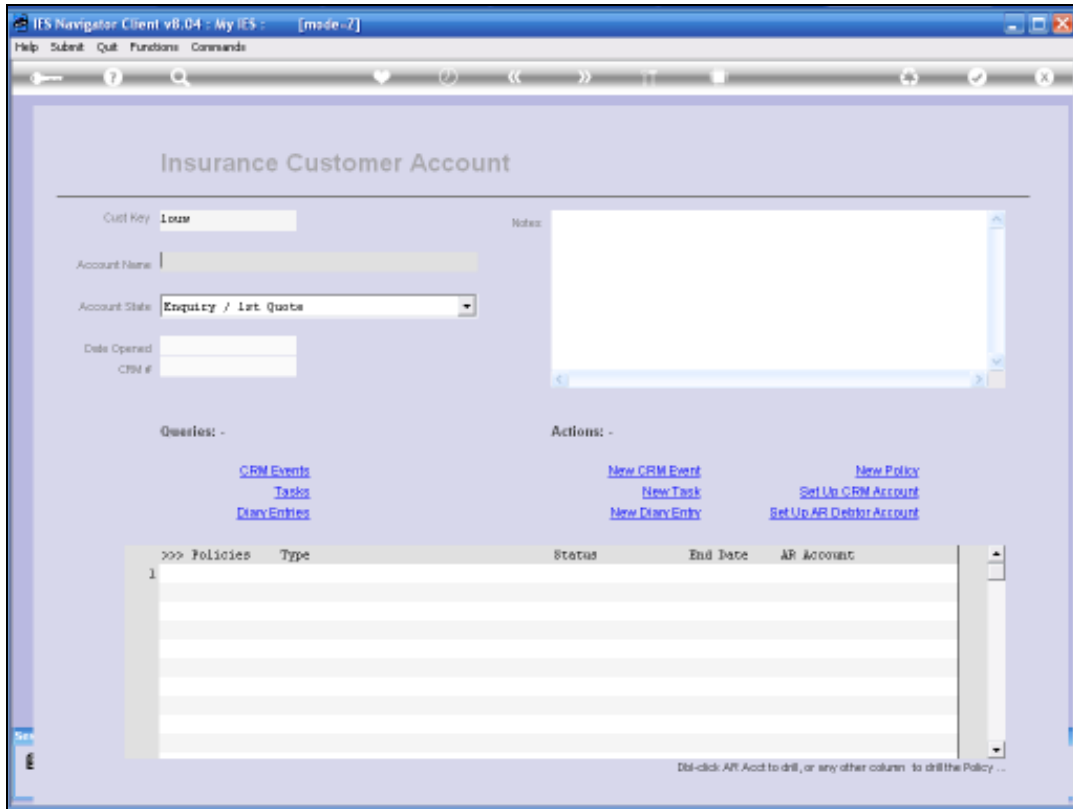 IES Navigator Client v8.04 : My IES : [mode=Z]
Help Submit Quit Functions Commands
Insurance Customer Account
Cust Key louw
Notes
Account Name
Account State Enquiry / 1st Quote
Date Opened
CRM #
Queries: -
Actions: -
CRM Events New CRM Event New Policy
Tasks New Task Set Up CRM Account
Diary Entries New Diary Entry Set Up AR Debtor Account
>>> Policies Type Status End Date AR Account
1
Dbl-click AR Acct to drill, or any other column to drill the Policy ...